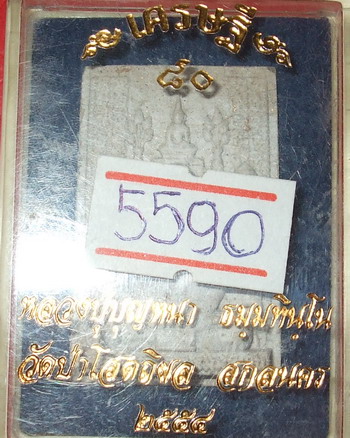 เศรษฐี
๘๐
5590
หลวงปู่บุญหนา ธมฺมทินฺโน
วัดป่าโสตถิผล สกลนคร
๒๕๕๔